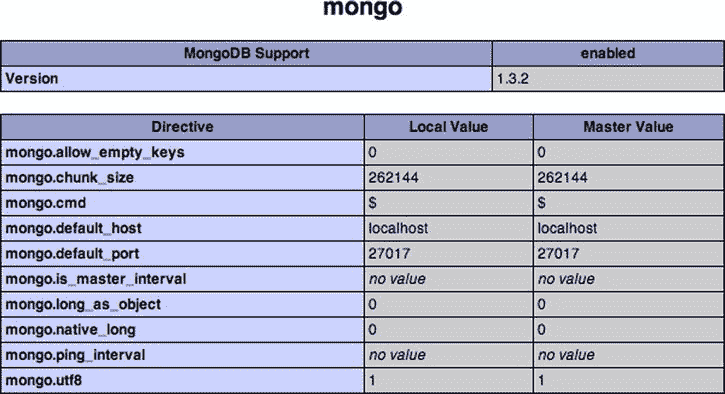 mongo
MongoDB Support enabled
Version 1.3.2
Directive Local Value Master Value
mongo.allow_empty_keys 0 0
mongo.chunk_size 262144 262144
mongo.cmd $ $
mongo.default_host localhost localhost
mongo.default_port 27017 27017
mongo.is_master_interval no value no value
mongo.long_as_object 0 0
mongo.native_long 0 0
mongo.ping_interval no value no value
mongo.utf8 1 1